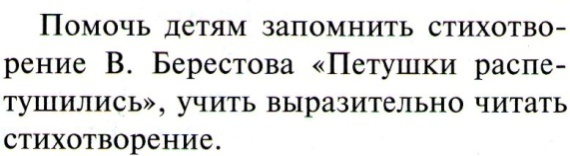 Помочь детям запомнить стихотво-
рение В. Берестова «Петушки распе-
тушились», учить выразительно читать
стихотворение.